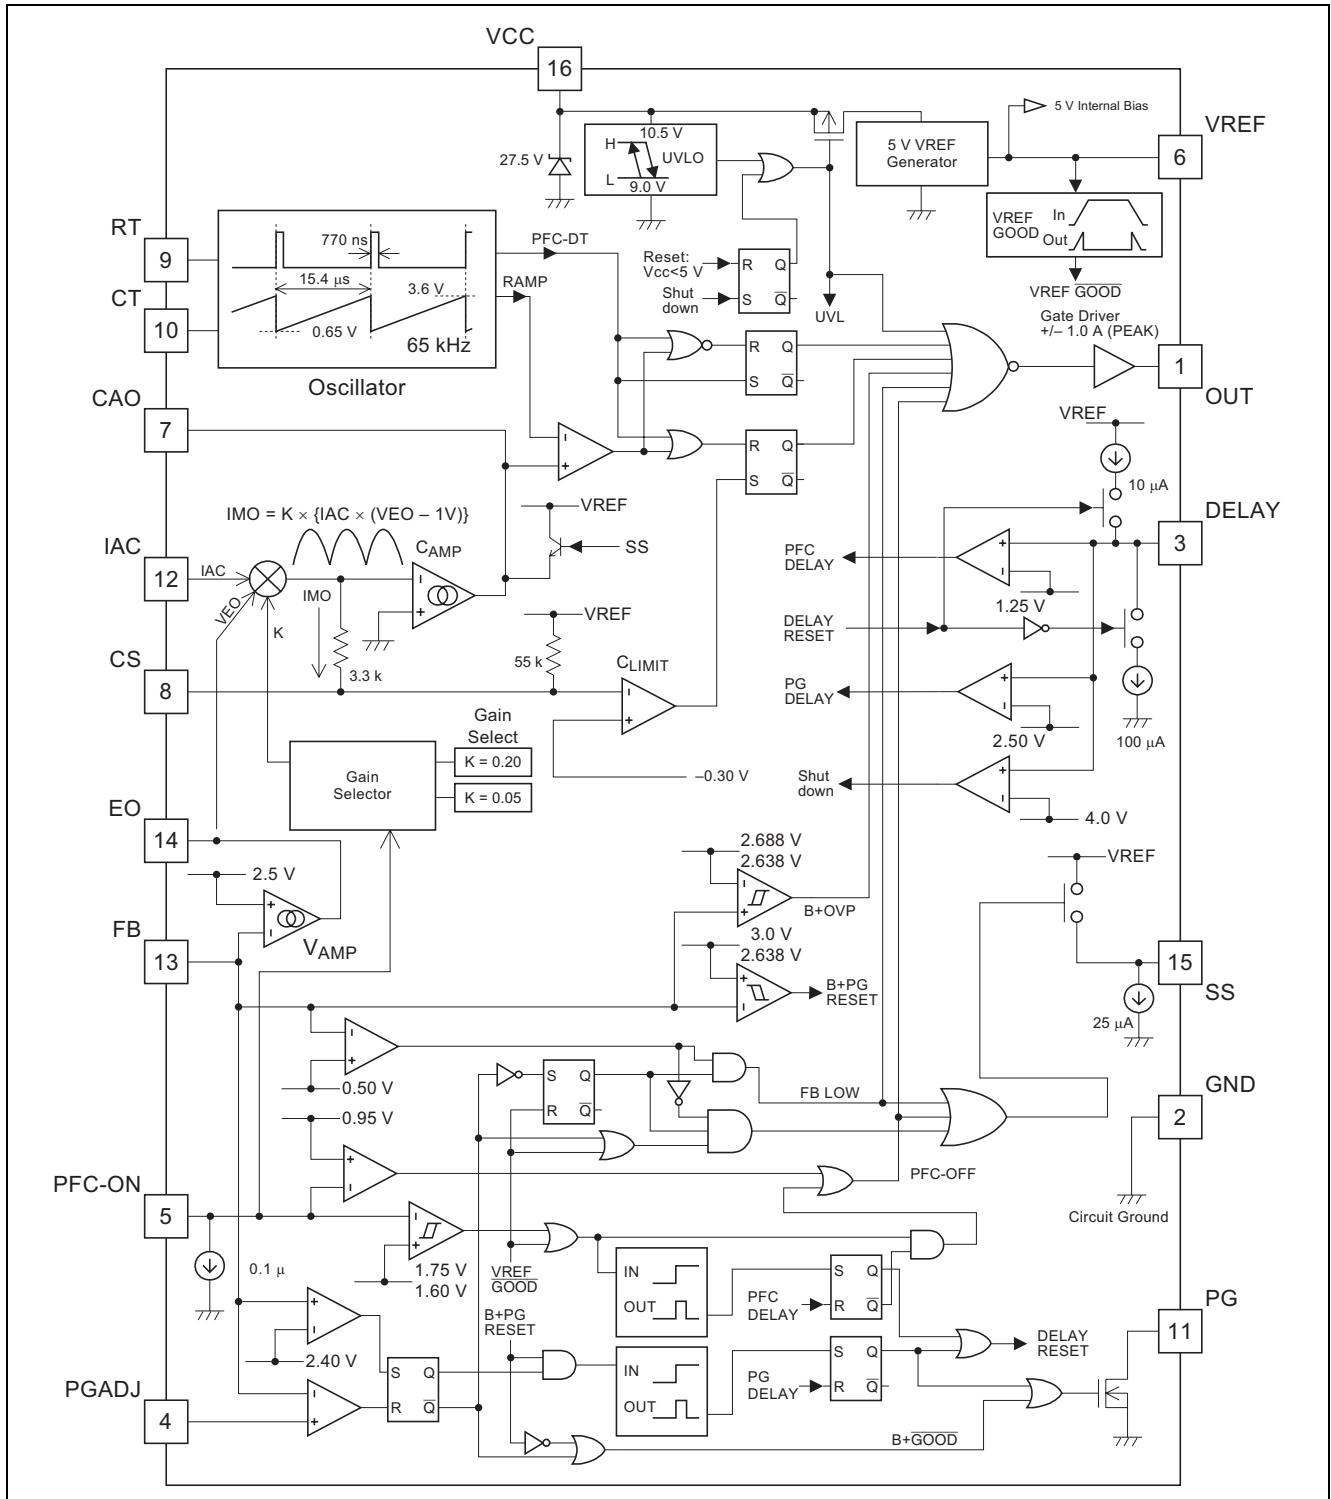 VCC
16
5 V Internal Bias
VREF
6
10.5 V
H
UVLO
L
9.0 V
27.5 V
5 V VREF
Generator
VREF
GOOD
In
Out
VREF GOOD
RT
9
CT
10
770 ns
15.4 μs
3.6 V
0.65 V
65 kHz
Oscillator
PFC-DT
RAMP
Reset:
Vcc<5 V
Shut
down
R Q
S Q
UVL
Gate Driver
+/– 1.0 A (PEAK)
1
OUT
R Q
S Q
R Q
S Q
CAO
7
VREF
10 μA
DELAY
3
IMO = K × {IAC × (VEO – 1V)}
IAC
12
IAC
VEO
K
IMO
3.3 k
CAMP
VREF
SS
VREF
55 k
CS
8
CLIMIT
–0.30 V
PFC
DELAY
1.25 V
DELAY
RESET
PG
DELAY
2.50 V
100 μA
Shut
down
4.0 V
Gain
Select
K = 0.20
K = 0.05
Gain
Selector
EO
14
2.5 V
VAMP
FB
13
2.688 V
2.638 V
B+OVP
3.0 V
2.638 V
B+PG
RESET
VREF
15
SS
25 μA
0.50 V
0.95 V
S Q
R Q
FB LOW
GND
2
Circuit Ground
PFC-ON
5
0.1 μ
1.75 V
1.60 V
VREF
GOOD
PFC-OFF
IN
OUT
PFC
DELAY
S Q
R Q
B+PG
RESET
2.40 V
S Q
R Q
IN
OUT
PG
DELAY
S Q
R Q
DELAY
RESET
PG
11
PGADJ
4
B+GOOD